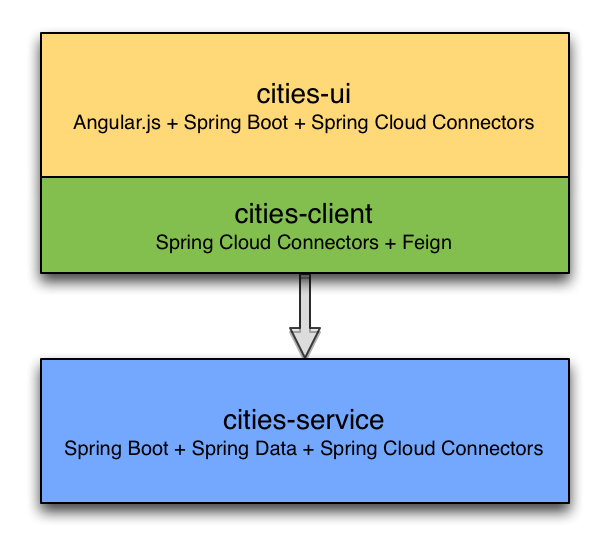 cities-ui
Angular.js + Spring Boot + Spring Cloud Connectors
cities-client
Spring Cloud Connectors + Feign
cities-service
Spring Boot + Spring Data + Spring Cloud Connectors